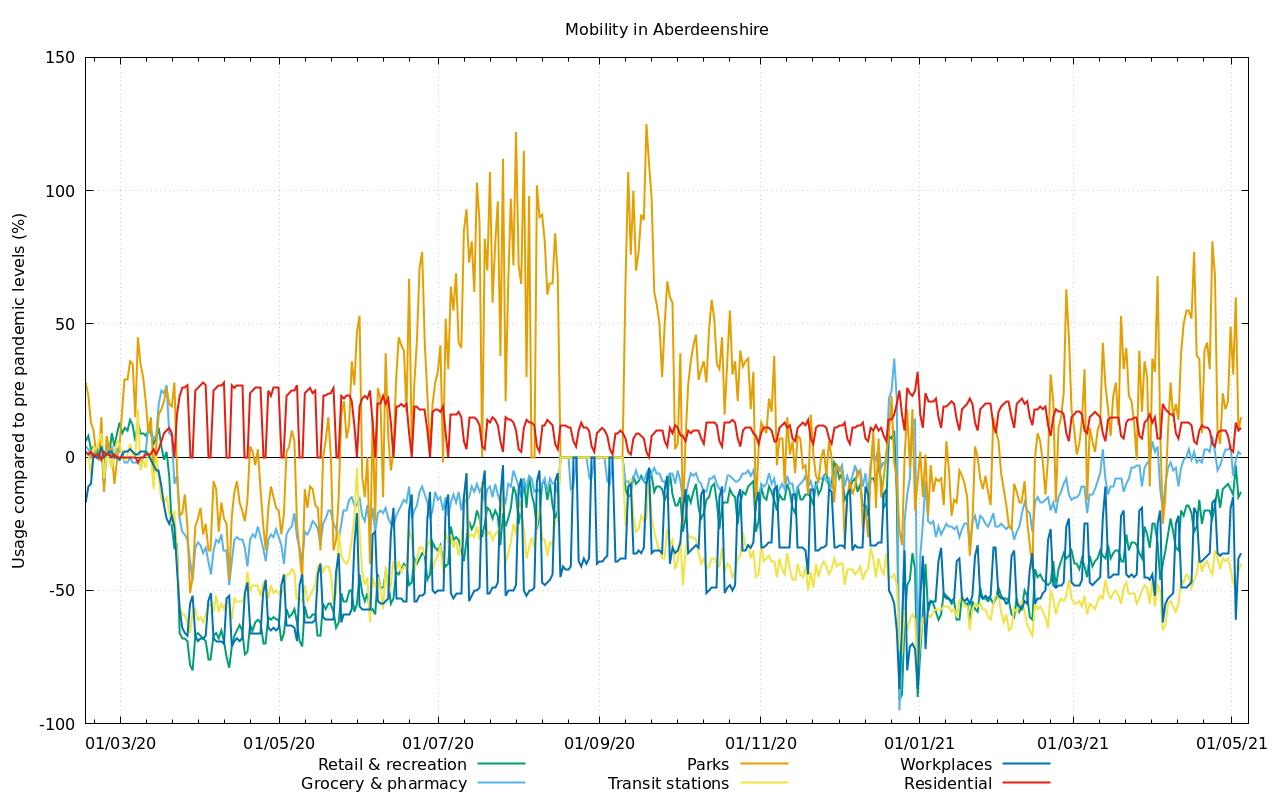 Mobility in Aberdeenshire
Usage compared to pre pandemic levels (%)
150
100
50
0
-50
-100
01/03/20 01/05/20 01/07/20 01/09/20 01/11/20 01/01/21 01/03/21 01/05/21
Retail & recreation Parks Workplaces
Grocery & pharmacy Transit stations Residential